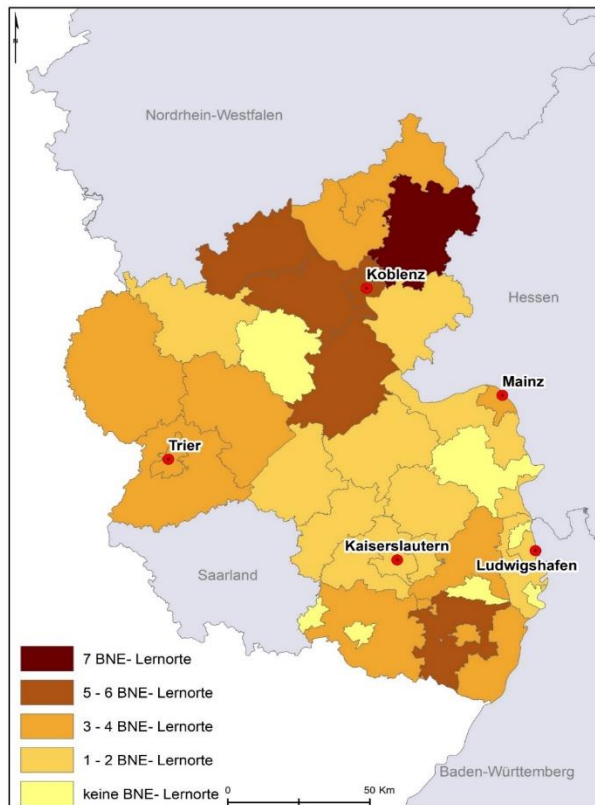 N
Nordrhein-Westfalen
Koblenz
Hessen
Mainz
Trier
Kaiserslautern
Ludwigshafen
Saarland
7 BNE- Lernorte
5 - 6 BNE- Lernorte
3 - 4 BNE- Lernorte
1 - 2 BNE- Lernorte
keine BNE- Lernorte
0 50 Km
Baden-Württemberg